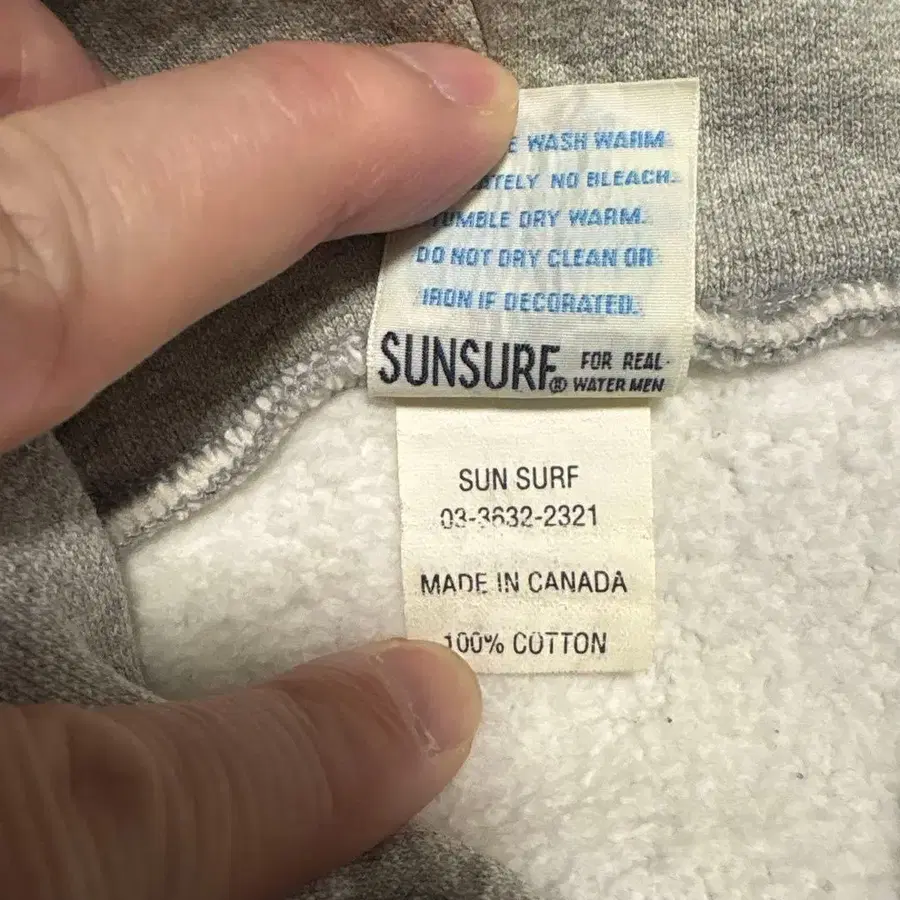 WASH WARM
NO BLEACH.
TUMBLE DRY WARM.
DO NOT DRY CLEAN OR
IRON IF DECORATED.
SUNSURF® FOR REAL
WATER MEN
SUN SURF
03-3632-2321
MADE IN CANADA
100% COTTON